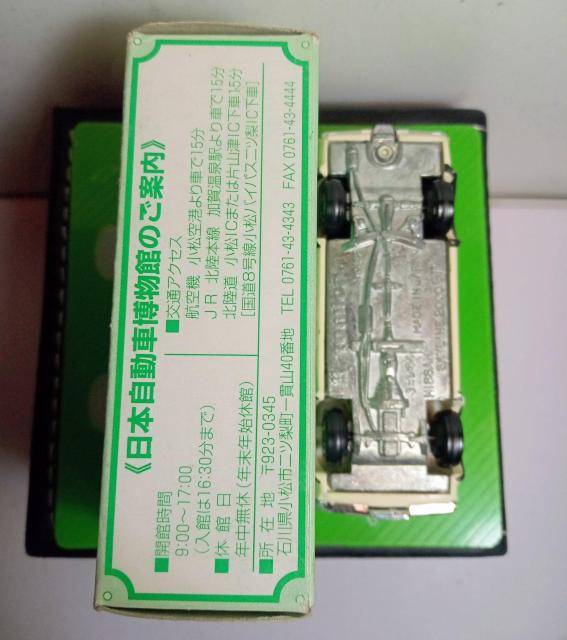 《日本自動車博物館のご案内》
■開館時間
9:00～17:00
(入館は16:30分まで)
■休館日
年中無休(年末年始休館)
■交通アクセス
航空機 小松空港より車で15分
JR 北陸本線 加賀温泉駅より車で15分
北陸道 小松ICまたは片山津IC下車15分
[国道8号線小松バイパス二ツ梨IC下車]
■所在地 〒923-0345
石川県小松市二ツ梨町一貫山40番地 TEL 0761-43-4343 FAX 0761-43-4444
MADE IN